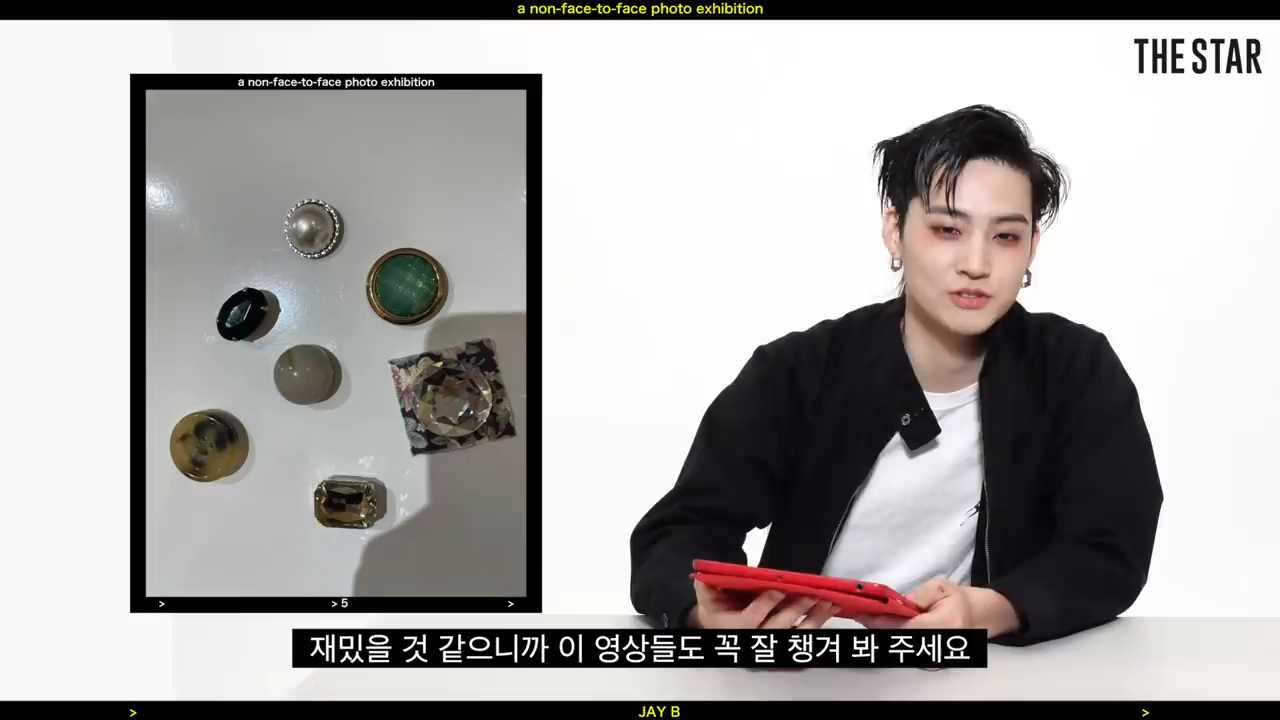 a non-face-to-face photo exhibition
THE STAR
a non-face-to-face photo exhibition
> > 5 >
재밌을 것 같으니까 이 영상들도 꼭 잘 챙겨 봐 주세요
> JAY B >